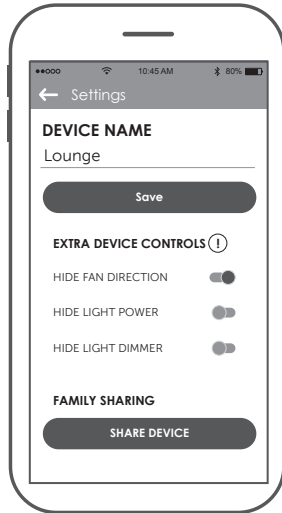 10:45 AM 80%
Settings
DEVICE NAME
Lounge
Save
EXTRA DEVICE CONTROLS !
HIDE FAN DIRECTION
HIDE LIGHT POWER
HIDE LIGHT DIMMER
FAMILY SHARING
SHARE DEVICE